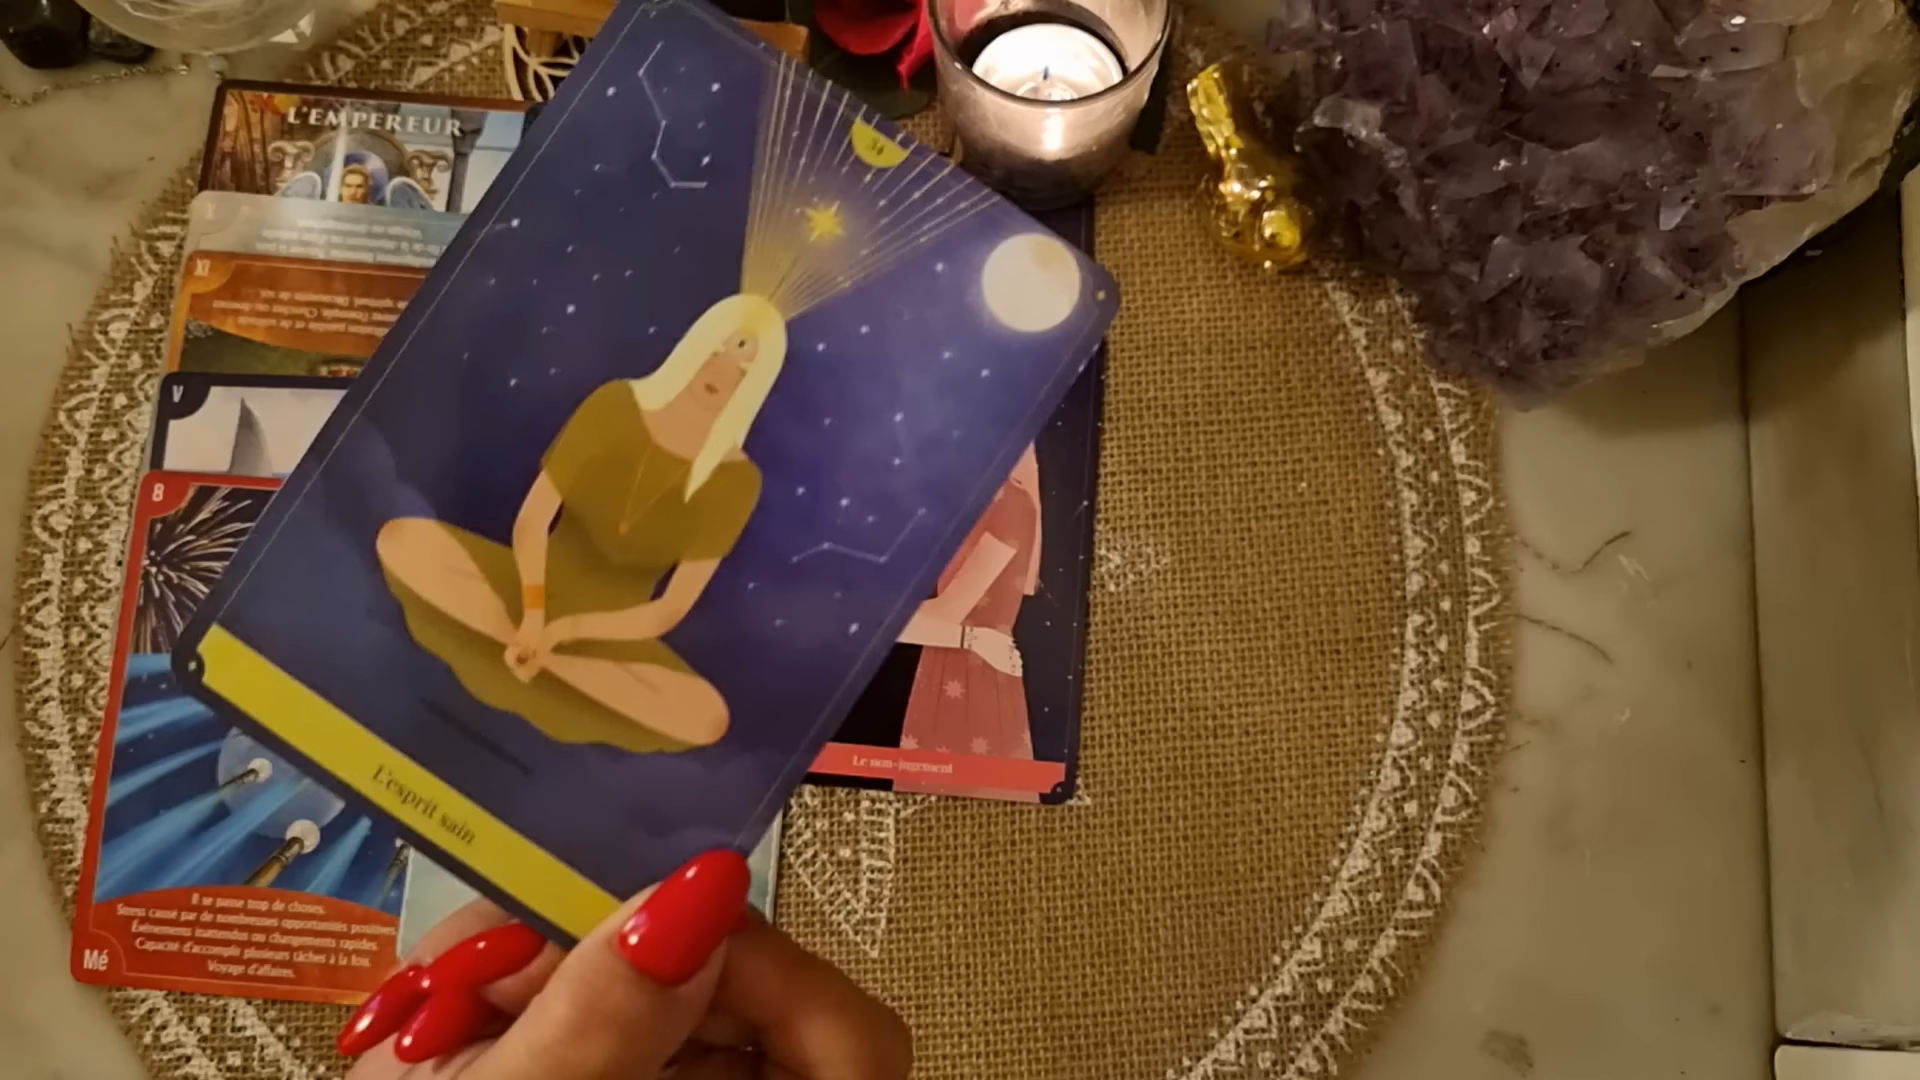 L'EMPEREUR
34
XI
V
8
L'esprit sain
Le non-jugement
Il se passe trop de choses.
Stress causé par de nombreuses opportunités positives.
Événements inattendus ou changements rapides.
Capacité d'accomplir plusieurs tâches à la fois.
Voyage d'affaires.
Mé